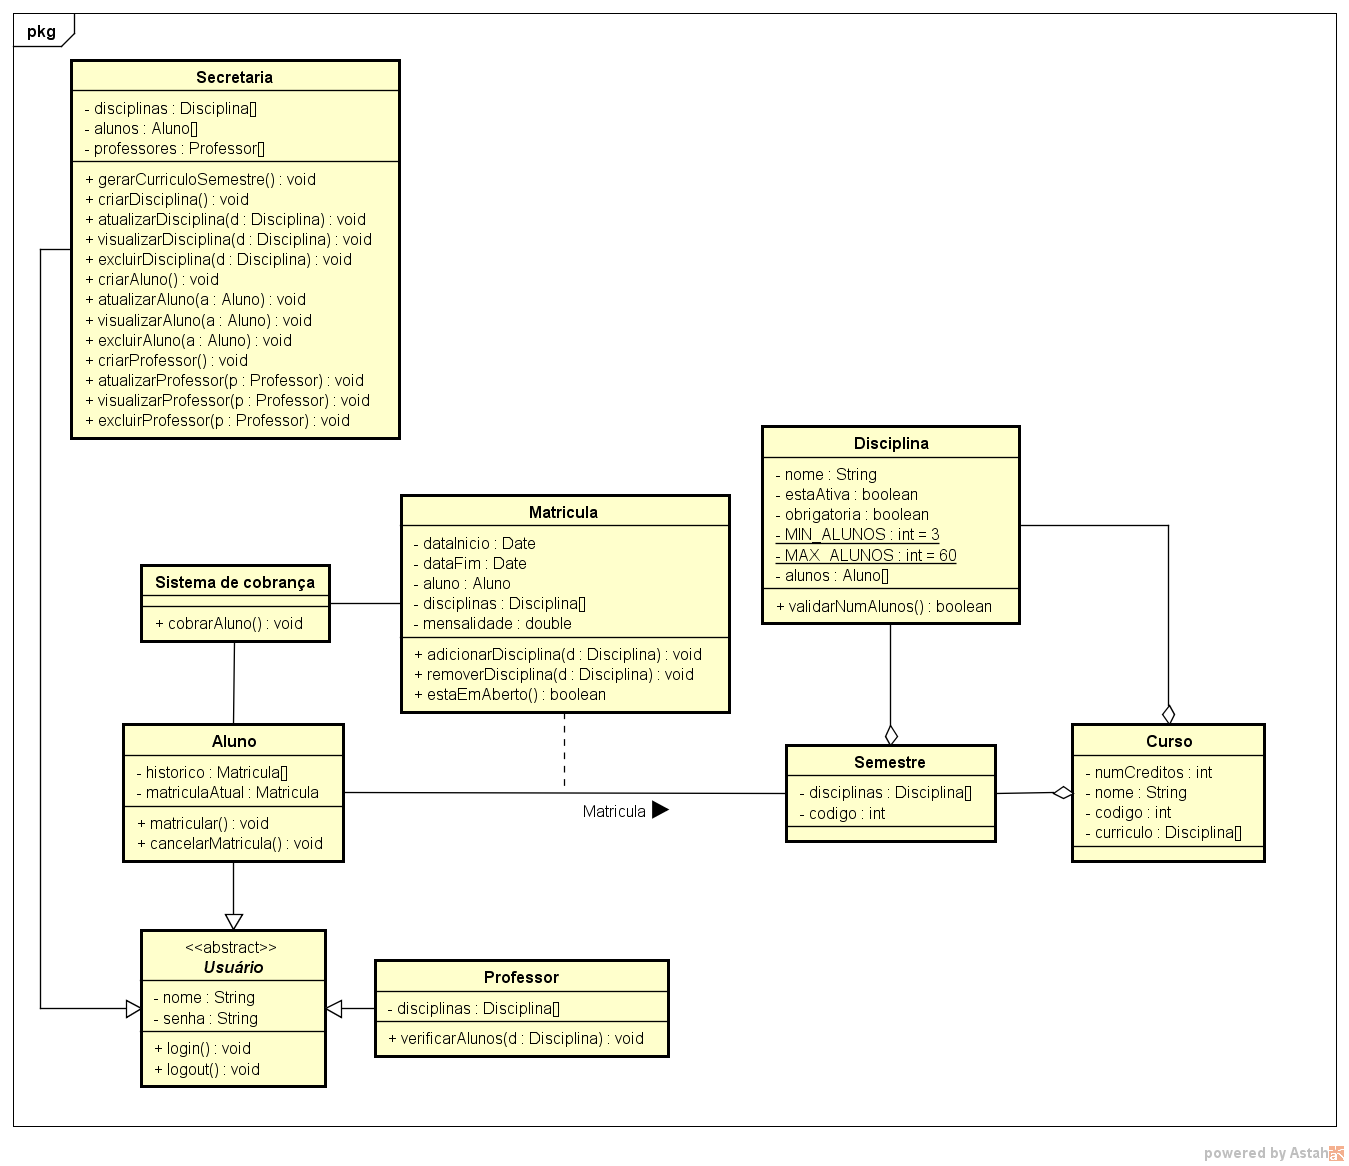 pkg
Secretaria
- disciplinas : Disciplina[]
- alunos : Aluno[]
- professores : Professor[]
+ gerarCurriculoSemestre() : void
+ criarDisciplina() : void
+ atualizarDisciplina(d : Disciplina) : void
+ visualizarDisciplina(d : Disciplina) : void
+ excluirDisciplina(d : Disciplina) : void
+ criarAluno() : void
+ atualizarAluno(a : Aluno) : void
+ visualizarAluno(a : Aluno) : void
+ excluirAluno(a : Aluno) : void
+ criarProfessor() : void
+ atualizarProfessor(p : Professor) : void
+ visualizarProfessor(p : Professor) : void
+ excluirProfessor(p : Professor) : void
Disciplina
- nome : String
- estaAtiva : boolean
- obrigatoria : boolean
- MIN_ALUNOS : int = 3
- MAX_ALUNOS : int = 60
- alunos : Aluno[]
+ validarNumAlunos() : boolean
Matricula
- dataInicio : Date
- dataFim : Date
- aluno : Aluno
- disciplinas : Disciplina[]
- mensalidade : double
+ adicionarDisciplina(d : Disciplina) : void
+ removerDisciplina(d : Disciplina) : void
+ estaEmAberto() : boolean
Sistema de cobrança
+ cobrarAluno() : void
Aluno
- historico : Matricula[]
- matriculaAtual : Matricula
+ matricular() : void
+ cancelarMatricula() : void
Matricula
Semestre
- disciplinas : Disciplina[]
- codigo : int
Curso
- numCreditos : int
- nome : String
- codigo : int
- curriculo : Disciplina[]
<<abstract>>
Usuário
- nome : String
- senha : String
+ login() : void
+ logout() : void
Professor
- disciplinas : Disciplina[]
+ verificarAlunos(d : Disciplina) : void
powered by Astah